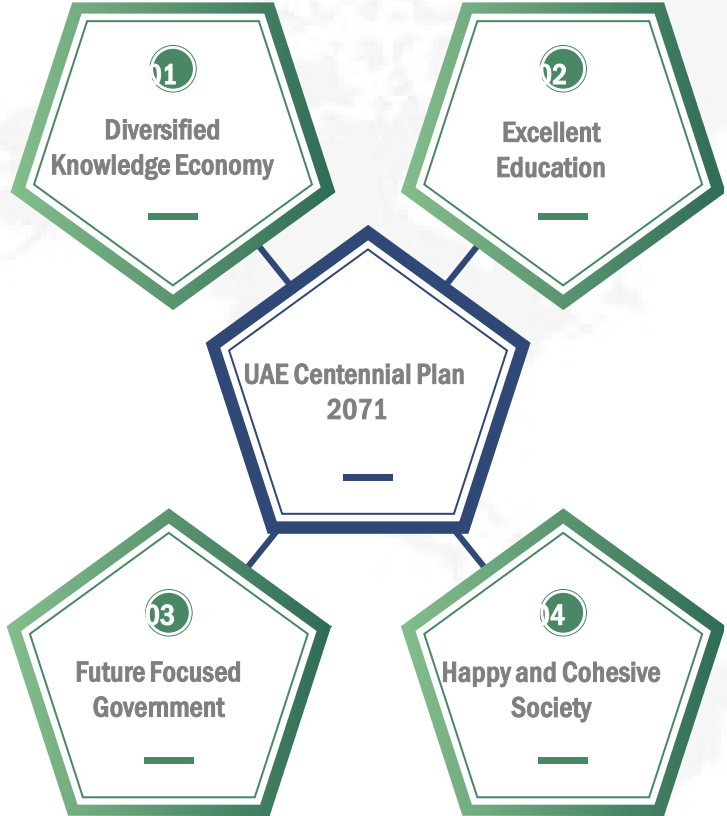 01
Diversified
Knowledge Economy
02
Excellent
Education
UAE Centennial Plan
2071
03
Future Focused
Government
04
Happy and Cohesive
Society